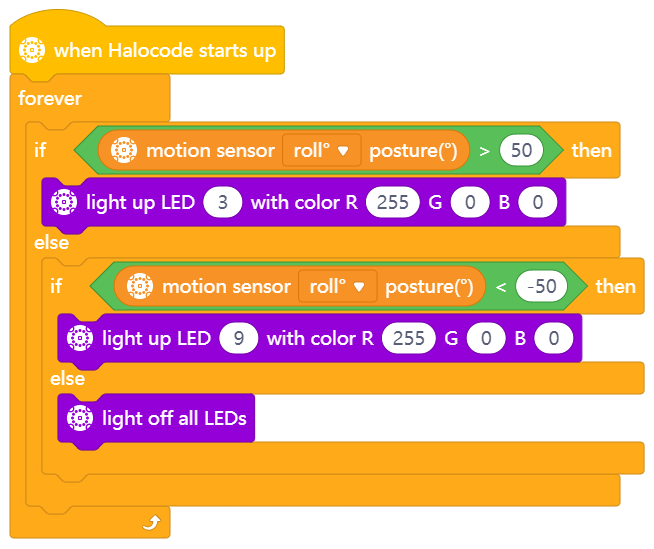 when Halocode starts up
forever
if motion sensor roll° posture(°) > 50 then
light up LED 3 with color R 255 G 0 B 0
else
if motion sensor roll° posture(°) < -50 then
light up LED 9 with color R 255 G 0 B 0
else
light off all LEDs